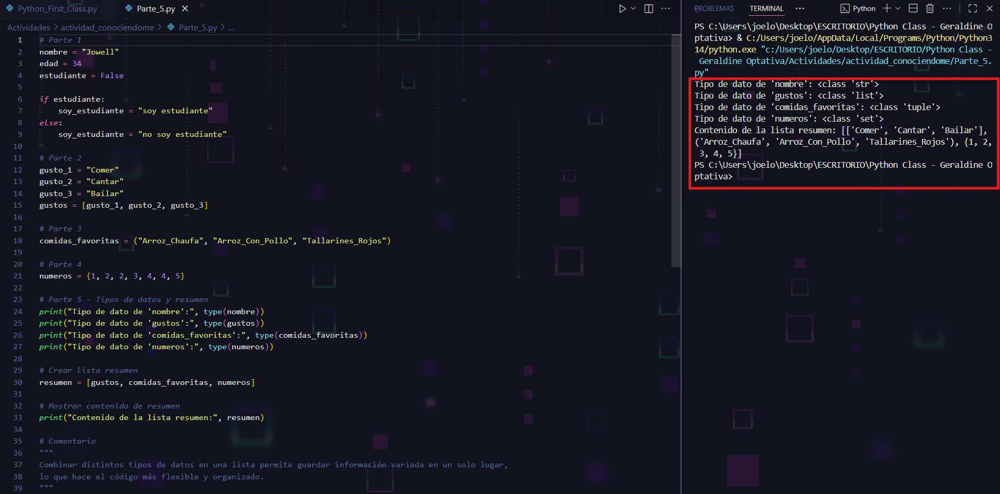 Python_First_Class.py
Parte_5.py
Actividades > actividad_conociendome > Parte_5.py > ...
1 # Parte 1
2 nombre = "Jowell"
3 edad = 34
4 estudiante = False
5
6 if estudiante:
7     soy_estudiante = "soy estudiante"
8 else:
9     soy_estudiante = "no soy estudiante"
10
11 # Parte 2
12 gusto_1 = "Comer"
13 gusto_2 = "Cantar"
14 gusto_3 = "Bailar"
15 gustos = [gusto_1, gusto_2, gusto_3]
16
17 # Parte 3
18 comidas_favoritas = ("Arroz_Chaufa", "Arroz_Con_Pollo", "Tallarines_Rojos")
19
20 # Parte 4
21 numeros = {1, 2, 2, 3, 4, 4, 5}
22
23 # Parte 5 - Tipos de datos y resumen
24 print("Tipo de dato de 'nombre':", type(nombre))
25 print("Tipo de dato de 'gustos':", type(gustos))
26 print("Tipo de dato de 'comidas_favoritas':", type(comidas_favoritas))
27 print("Tipo de dato de 'numeros':", type(numeros))
28
29 # Crear lista resumen
30 resumen = [gustos, comidas_favoritas, numeros]
31
32 # Mostrar contenido de resumen
33 print("Contenido de la lista resumen:", resumen)
34
35 # Comentario
36 """
37 Combinar distintos tipos de datos en una lista permite guardar información variada en un solo lugar,
38 lo que hace el código más flexible y organizado.
39 """
PROBLEMAS TERMINAL ... Python
PS C:\Users\joelo\Desktop\ESCRITORIO\Python Class - Geraldine O
ptativa> & C:/Users/joelo/AppData/Local/Programs/Python/Python3
14/python.exe "c:/Users/joelo/Desktop/ESCRITORIO/Python Class -
 Geraldine Optativa/Actividades/actividad_conociendome/Parte_5.
py"
Tipo de dato de 'nombre': <class 'str'>
Tipo de dato de 'gustos': <class 'list'>
Tipo de dato de 'comidas_favoritas': <class 'tuple'>
Tipo de dato de 'numeros': <class 'set'>
Contenido de la lista resumen: [['Comer', 'Cantar', 'Bailar'],
('Arroz_Chaufa', 'Arroz_Con_Pollo', 'Tallarines_Rojos'), {1, 2,
 3, 4, 5}]
PS C:\Users\joelo\Desktop\ESCRITORIO\Python Class - Geraldine O
ptativa>